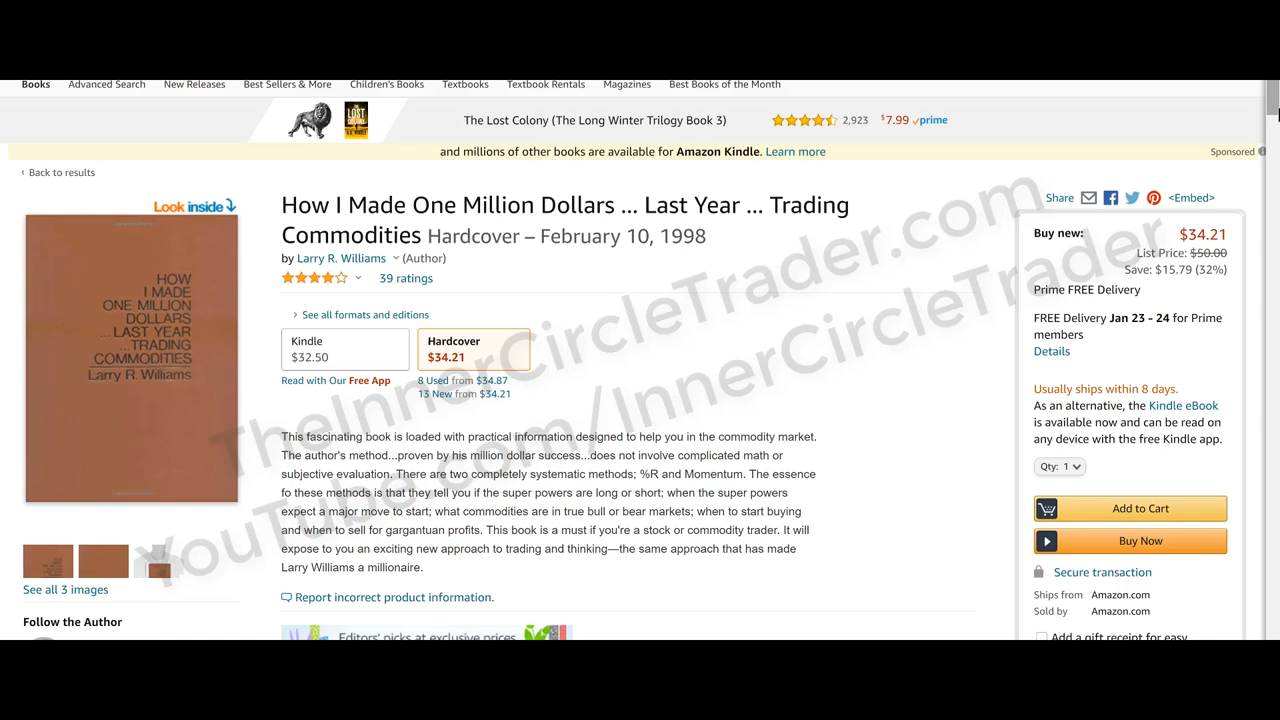 Books Advanced Search New Releases Best Sellers & More Children's Books Textbooks Textbook Rentals Magazines Best Books of the Month
THE LOST COLONY
The Lost Colony (The Long Winter Trilogy Book 3) 2,923 $7.99 prime
and millions of other books are available for Amazon Kindle. Learn more
Sponsored
‹ Back to results
Look inside
HOW
I MADE
ONE MILLION
DOLLARS
...LAST YEAR
...TRADING
COMMODITIES
Larry R. Williams
See all 3 images
Follow the Author
How I Made One Million Dollars ... Last Year ... Trading
Commodities Hardcover – February 10, 1998
by Larry R. Williams (Author)
39 ratings
› See all formats and editions
Kindle
$32.50
Hardcover
$34.21
Read with Our Free App
8 Used from $34.87
13 New from $34.21
This fascinating book is loaded with practical information designed to help you in the commodity market.
The author's method...proven by his million dollar success...does not involve complicated math or
subjective evaluation. There are two completely systematic methods; %R and Momentum. The essence
fo these methods is that they tell you if the super powers are long or short; when the super powers
expect a major move to start; what commodities are in true bull or bear markets; when to start buying
and when to sell for gargantuan profits. This book is a must if you're a stock or commodity trader. It will
expose to you an exciting new approach to trading and thinking—the same approach that has made
Larry Williams a millionaire.
Report incorrect product information.
Editors' picks at exclusive prices
Share <Embed>
Buy new: $34.21
List Price: $50.00
Save: $15.79 (32%)
Prime FREE Delivery
FREE Delivery Jan 23 - 24 for Prime
members
Details
Usually ships within 8 days.
As an alternative, the Kindle eBook
is available now and can be read on
any device with the free Kindle app.
Qty: 1
Add to Cart
Buy Now
Secure transaction
Ships from Amazon.com
Sold by Amazon.com
Add a gift receipt for easy
TheInnerCircleTrader.com
YouTube.com/InnerCircleTrader